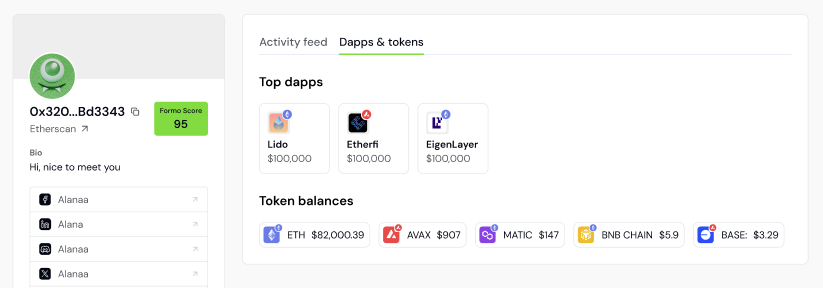 Activity feed Dapps & tokens
Top dapps
Lido
$100,000
Etherfi
$100,000
EigenLayer
$100,000
Token balances
ETH $82,000.39
AVAX $907
MATIC $147
BNB CHAIN $5.9
BASE: $3.29
0x320...Bd3343
Etherscan
Formo Score
95
Bio
Hi, nice to meet you
Alanaa
Alana
Alanaa
Alanaa